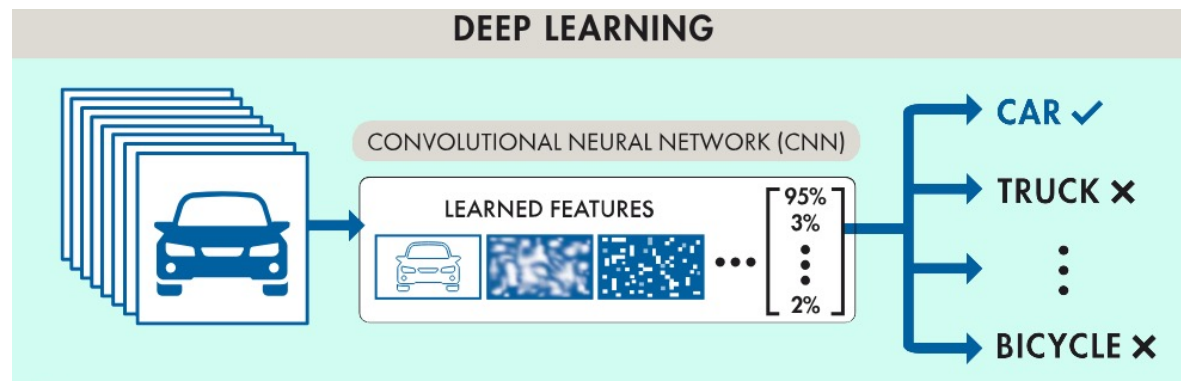 DEEP LEARNING
CONVOLUTIONAL NEURAL NETWORK (CNN)
LEARNED FEATURES
95%
3%
2%
CAR ✓
TRUCK ✕
BICYCLE ✕